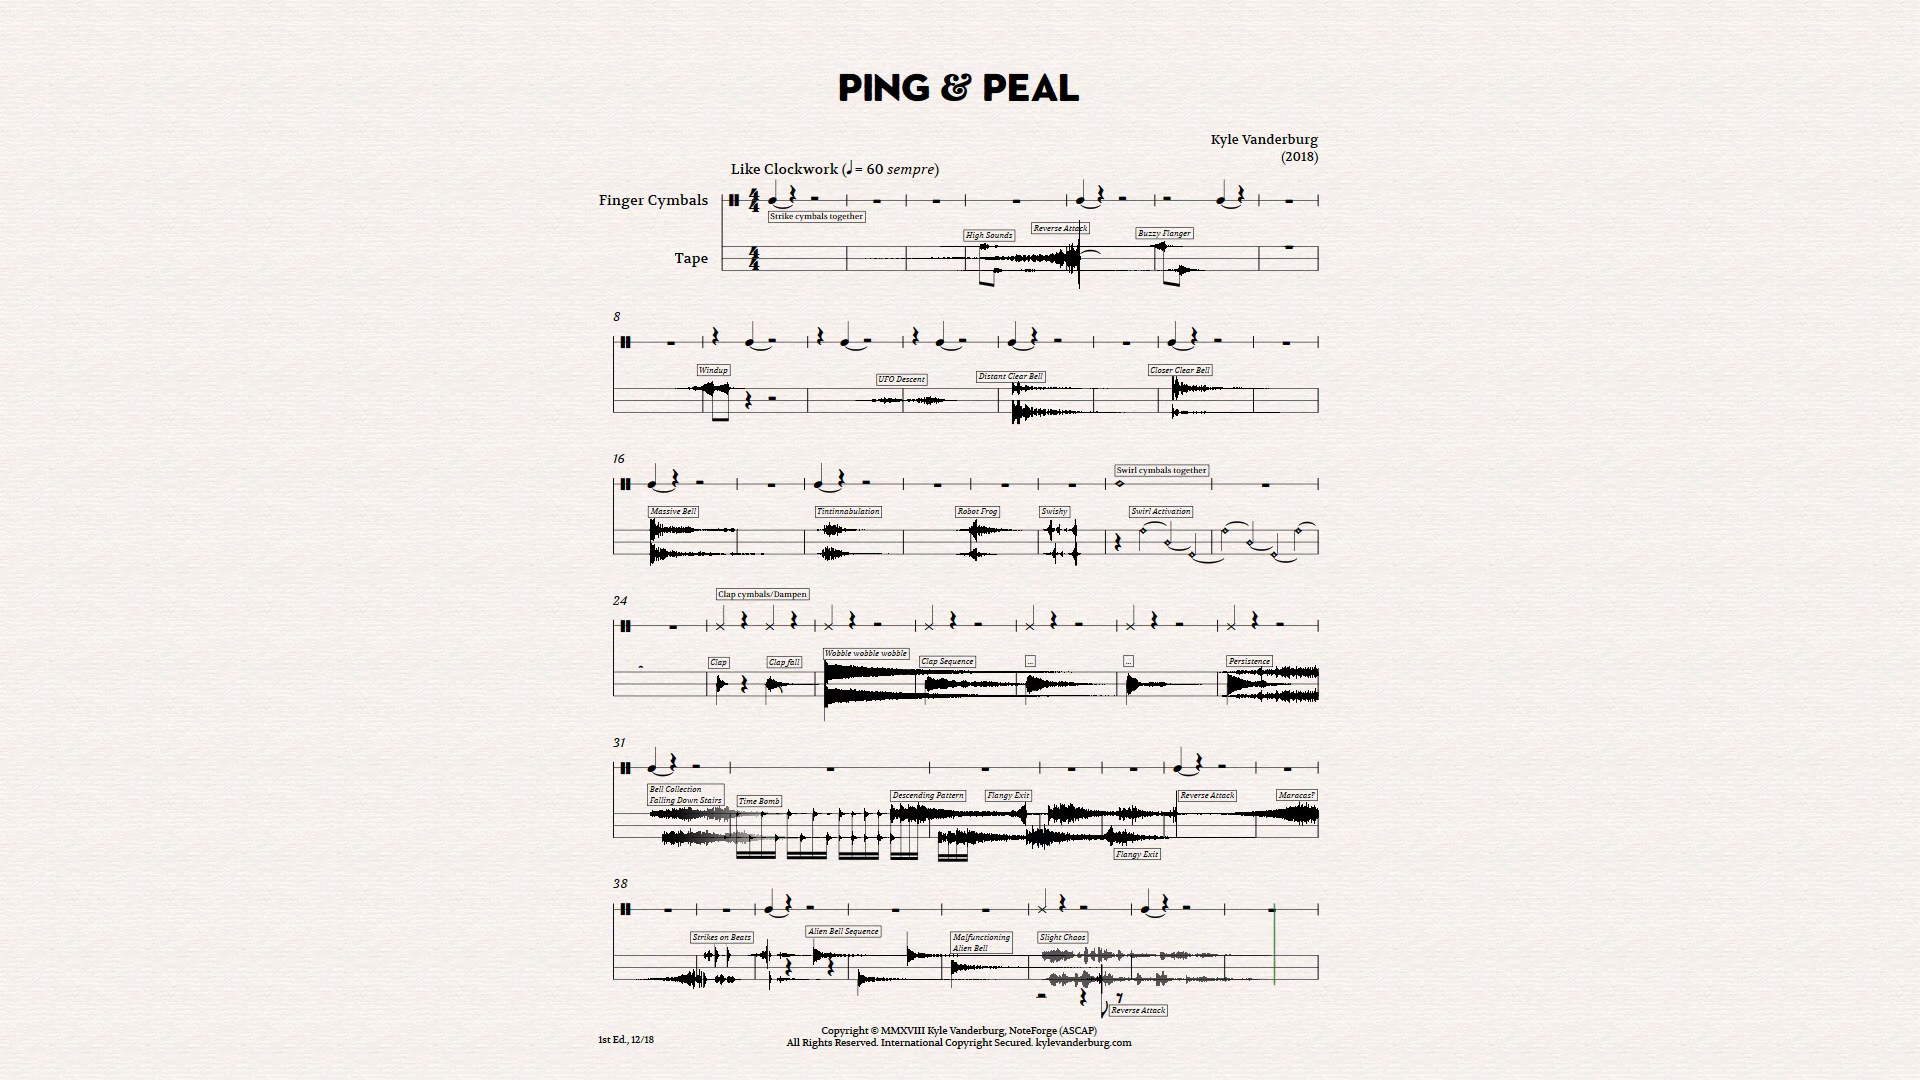 PING & PEAL
Kyle Vanderburg
(2018)
Like Clockwork (♩= 60 sempre)
Finger Cymbals
4
4
Strike cymbals together
High Sounds
Reverse Attack
Buzzy Flanger
Tape
4
4
8
Windup
UFO Descent
Distant Clear Bell
Closer Clear Bell
16
Swirl cymbals together
Massive Bell
Tintinnabulation
Robot Frog
Swishy
Swirl Activation
24
Clap cymbals/Dampen
Clap
Clap fall
Wobble wobble wobble
Clap Sequence
...
...
Persistence
31
Bell Collection
Falling Down Stairs
Time Bomb
Descending Pattern
Flangy Exit
Reverse Attack
Maracas?
Flangy Exit
38
Strikes on Beats
Alien Bell Sequence
Malfunctioning
Alien Bell
Slight Chaos
Reverse Attack
1st Ed., 12/18
Copyright © MMXVIII Kyle Vanderburg, NoteForge (ASCAP)
All Rights Reserved. International Copyright Secured. kylevanderburg.com